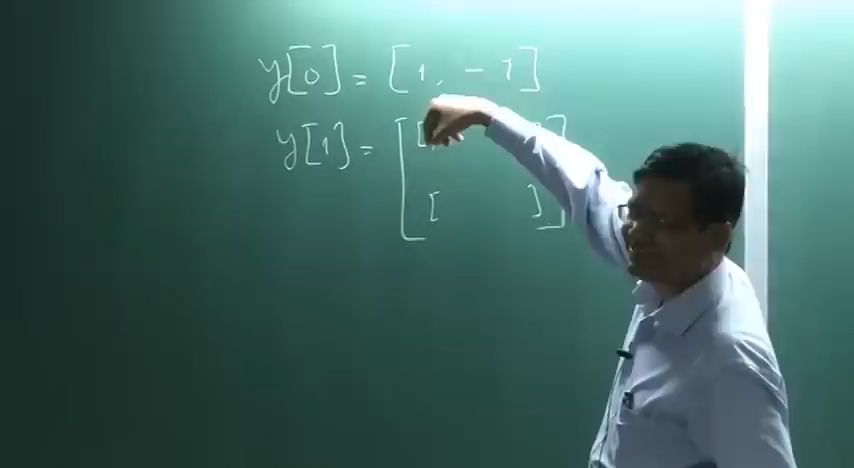 y[0] = [1, -1]
y[1] = [[ ]
[ ]]